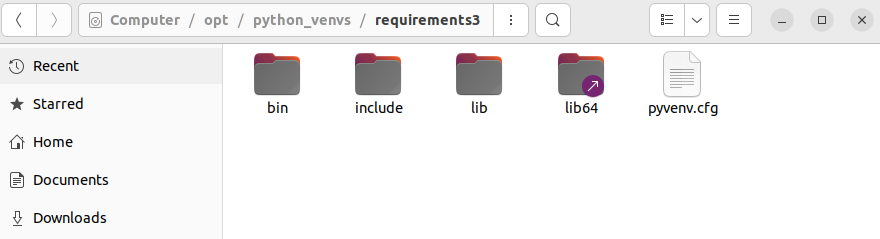 Computer / opt / python_venvs / requirements3
Recent
bin include lib lib64 pyvenv.cfg
Starred
Home
Documents
Downloads